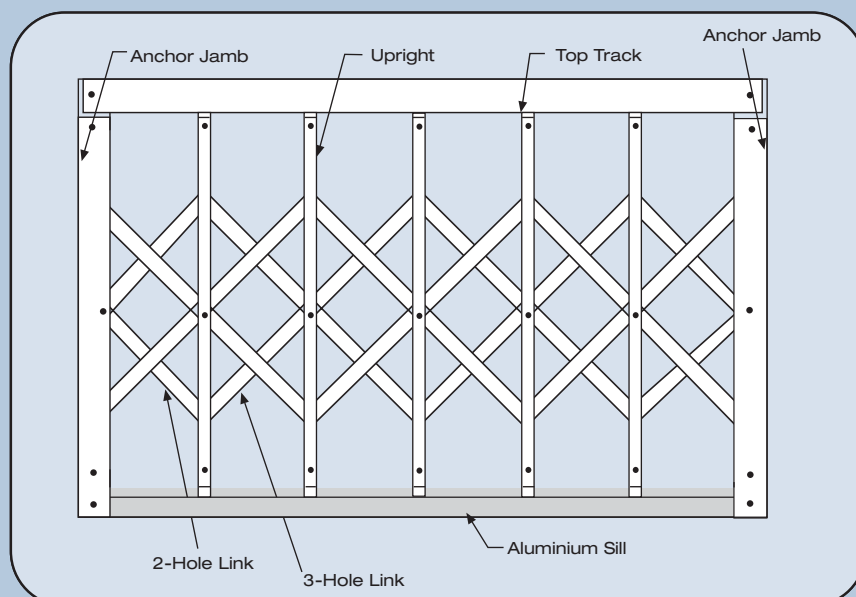 Anchor Jamb
Anchor Jamb
Upright
Top Track
2-Hole Link
3-Hole Link
Aluminium Sill